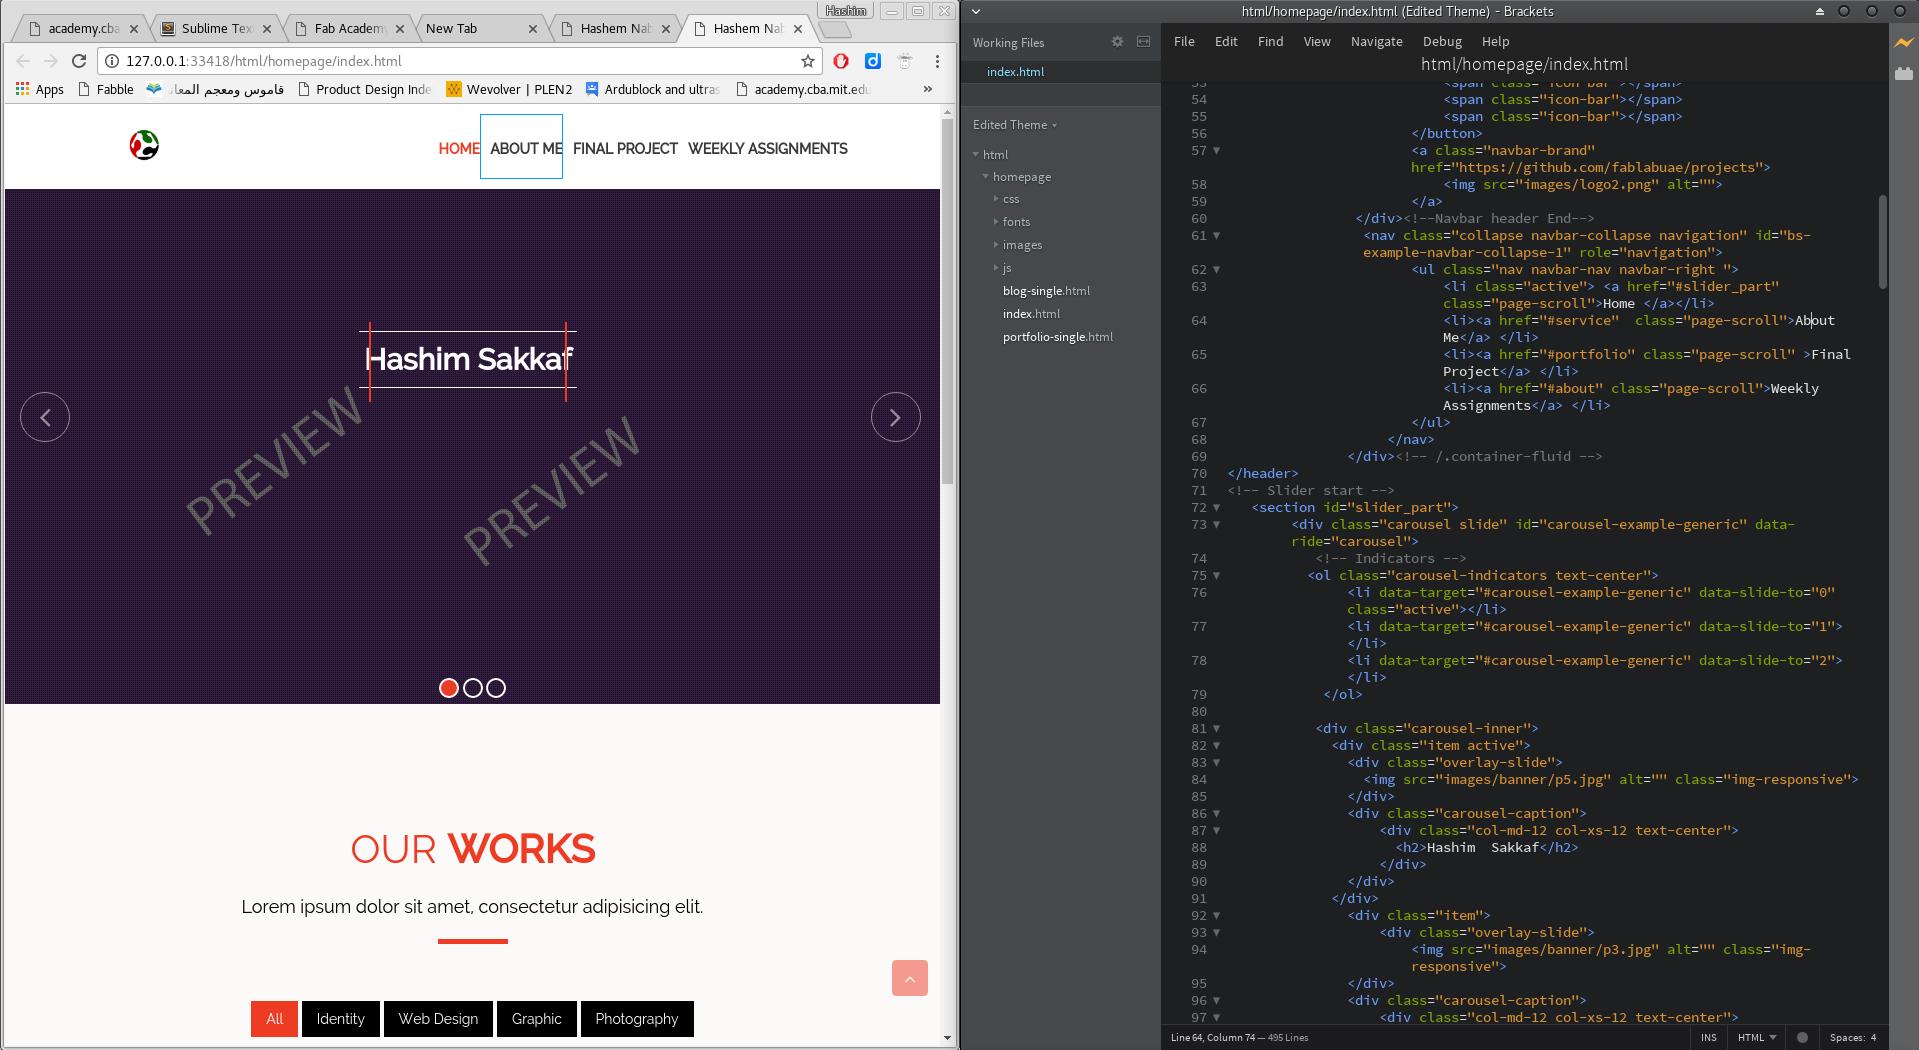 Hashim
academy.cba
Sublime Tex
Fab Academy
New Tab
Hashem Nab
Hashem Nab
127.0.0.1:33418/html/homepage/index.html
Apps
Fabble
قاموس ومعجم المعان
Product Design Inde
Wevolver | PLEN2
Ardublock and ultras
academy.cba.mit.edu
»
HOME
ABOUT ME
FINAL PROJECT
WEEKLY ASSIGNMENTS
Hashim Sakkaf
PREVIEW
PREVIEW
OUR WORKS
Lorem ipsum dolor sit amet, consectetur adipisicing elit.
All
Identity
Web Design
Graphic
Photography
html/homepage/index.html (Edited Theme) - Brackets
Working Files
index.html
Edited Theme
html
homepage
css
fonts
images
js
blog-single.html
index.html
portfolio-single.html
File Edit Find View Navigate Debug Help
html/homepage/index.html
53 <span class="icon-bar"></span>
54 <span class="icon-bar"></span>
55 <span class="icon-bar"></span>
56 </button>
57 <a class="navbar-brand"
href="https://github.com/fablabuae/projects">
58 <img src="images/logo2.png" alt="">
59 </a>
60 </div><!--Navbar header End-->
61 <nav class="collapse navbar-collapse navigation" id="bs-
example-navbar-collapse-1" role="navigation">
62 <ul class="nav navbar-nav navbar-right ">
63 <li class="active"> <a href="#slider_part"
class="page-scroll">Home </a></li>
64 <li><a href="#service"  class="page-scroll">About
Me</a> </li>
65 <li><a href="#portfolio" class="page-scroll" >Final
Project</a> </li>
66 <li><a href="#about" class="page-scroll">Weekly
Assignments</a> </li>
67 </ul>
68 </nav>
69 </div><!-- /.container-fluid -->
70 </header>
71 <!-- Slider start -->
72 <section id="slider_part">
73 <div class="carousel slide" id="carousel-example-generic" data-
ride="carousel">
74 <!-- Indicators -->
75 <ol class="carousel-indicators text-center">
76 <li data-target="#carousel-example-generic" data-slide-to="0"
class="active"></li>
77 <li data-target="#carousel-example-generic" data-slide-to="1">
</li>
78 <li data-target="#carousel-example-generic" data-slide-to="2">
</li>
79 </ol>
80
81 <div class="carousel-inner">
82 <div class="item active">
83 <div class="overlay-slide">
84 <img src="images/banner/p5.jpg" alt="" class="img-responsive">
85 </div>
86 <div class="carousel-caption">
87 <div class="col-md-12 col-xs-12 text-center">
88 <h2>Hashim  Sakkaf</h2>
89 </div>
90 </div>
91 </div>
92 <div class="item">
93 <div class="overlay-slide">
94 <img src="images/banner/p3.jpg" alt="" class="img-
responsive">
95 </div>
96 <div class="carousel-caption">
97 <div class="col-md-12 col-xs-12 text-center">
Line 64, Column 74 — 495 Lines
INS
HTML
Spaces: 4